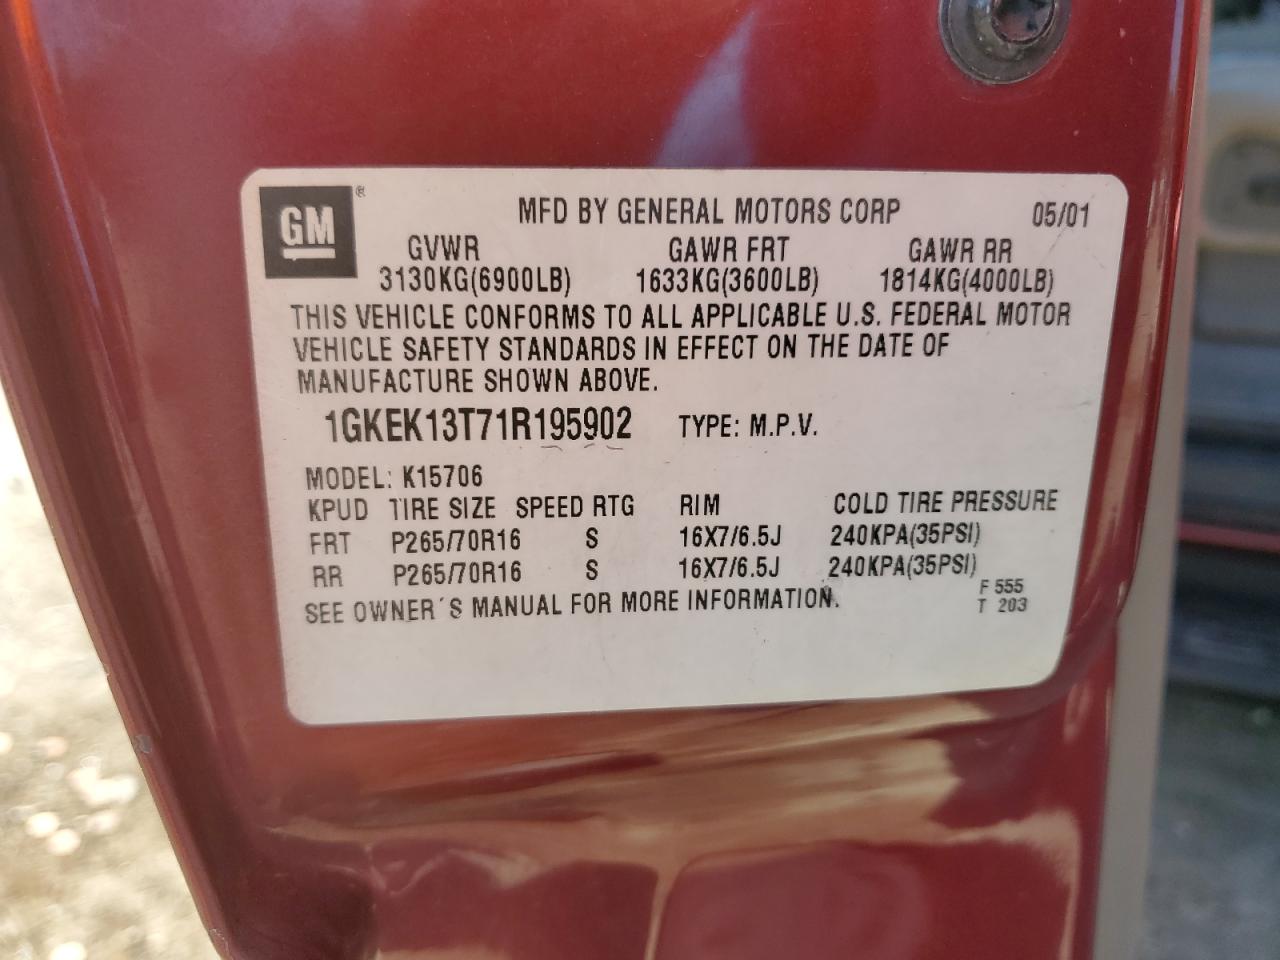 GM ®
MFD BY GENERAL MOTORS CORP 05/01
GVWR GAWR FRT GAWR RR
3130KG(6900LB) 1633KG(3600LB) 1814KG(4000LB)
THIS VEHICLE CONFORMS TO ALL APPLICABLE U.S. FEDERAL MOTOR
VEHICLE SAFETY STANDARDS IN EFFECT ON THE DATE OF
MANUFACTURE SHOWN ABOVE.
1GKEK13T71R195902 TYPE: M.P.V.
MODEL: K15706
KPUD TIRE SIZE SPEED RTG RIM COLD TIRE PRESSURE
FRT P265/70R16 S 16X7/6.5J 240KPA(35PSI)
RR P265/70R16 S 16X7/6.5J 240KPA(35PSI)
SEE OWNER´S MANUAL FOR MORE INFORMATION.
F 555
T 203